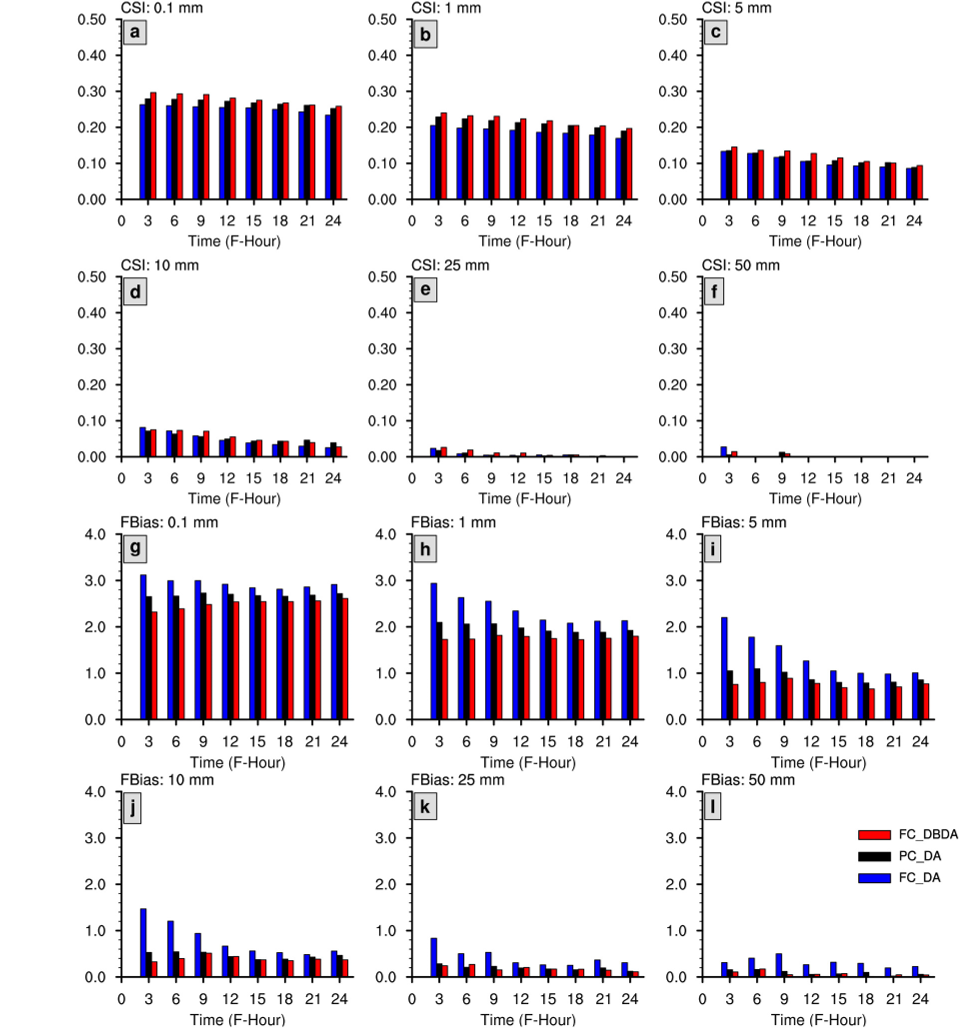 CSI: 0.1 mm CSI: 1 mm CSI: 5 mm
0.50 0.50 0.50
a b c
0.40 0.40 0.40
0.30 0.30 0.30
0.20 0.20 0.20
0.10 0.10 0.10
0.00 0.00 0.00
0 3 6 9 12 15 18 21 24 0 3 6 9 12 15 18 21 24 0 3 6 9 12 15 18 21 24
Time (F-Hour) Time (F-Hour) Time (F-Hour)
CSI: 10 mm CSI: 25 mm CSI: 50 mm
0.50 0.50 0.50
d e f
0.40 0.40 0.40
0.30 0.30 0.30
0.20 0.20 0.20
0.10 0.10 0.10
0.00 0.00 0.00
0 3 6 9 12 15 18 21 24 0 3 6 9 12 15 18 21 24 0 3 6 9 12 15 18 21 24
Time (F-Hour) Time (F-Hour) Time (F-Hour)
FBias: 0.1 mm FBias: 1 mm FBias: 5 mm
4.0 4.0 4.0
g h i
3.0 3.0 3.0
2.0 2.0 2.0
1.0 1.0 1.0
0.0 0.0 0.0
0 3 6 9 12 15 18 21 24 0 3 6 9 12 15 18 21 24 0 3 6 9 12 15 18 21 24
Time (F-Hour) Time (F-Hour) Time (F-Hour)
FBias: 10 mm FBias: 25 mm FBias: 50 mm
4.0 4.0 4.0
j k l
3.0 3.0 3.0
FC_DBDA
PC_DA
2.0 2.0 2.0
FC_DA
1.0 1.0 1.0
0.0 0.0 0.0
0 3 6 9 12 15 18 21 24 0 3 6 9 12 15 18 21 24 0 3 6 9 12 15 18 21 24
Time (F-Hour) Time (F-Hour) Time (F-Hour)